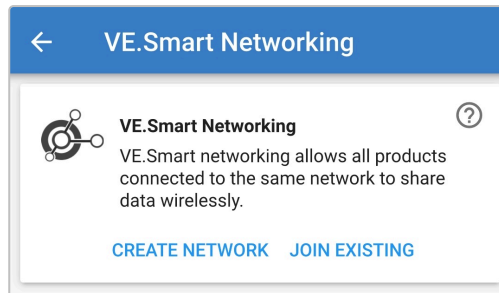 VE.Smart Networking
VE.Smart Networking
VE.Smart networking allows all products
connected to the same network to share
data wirelessly.
CREATE NETWORK JOIN EXISTING